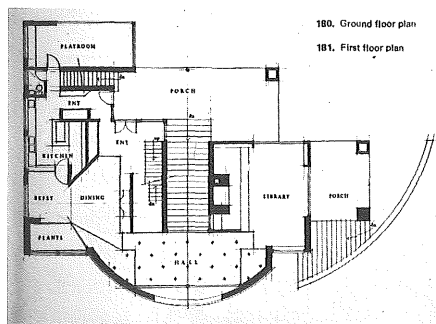 180. Ground floor plan
181. First floor plan
PLAYROOM
PORCH
ENT
ENT
KITCHEN
BKFST
DINING
LIBRARY
PORCH
PLANTS
HALL